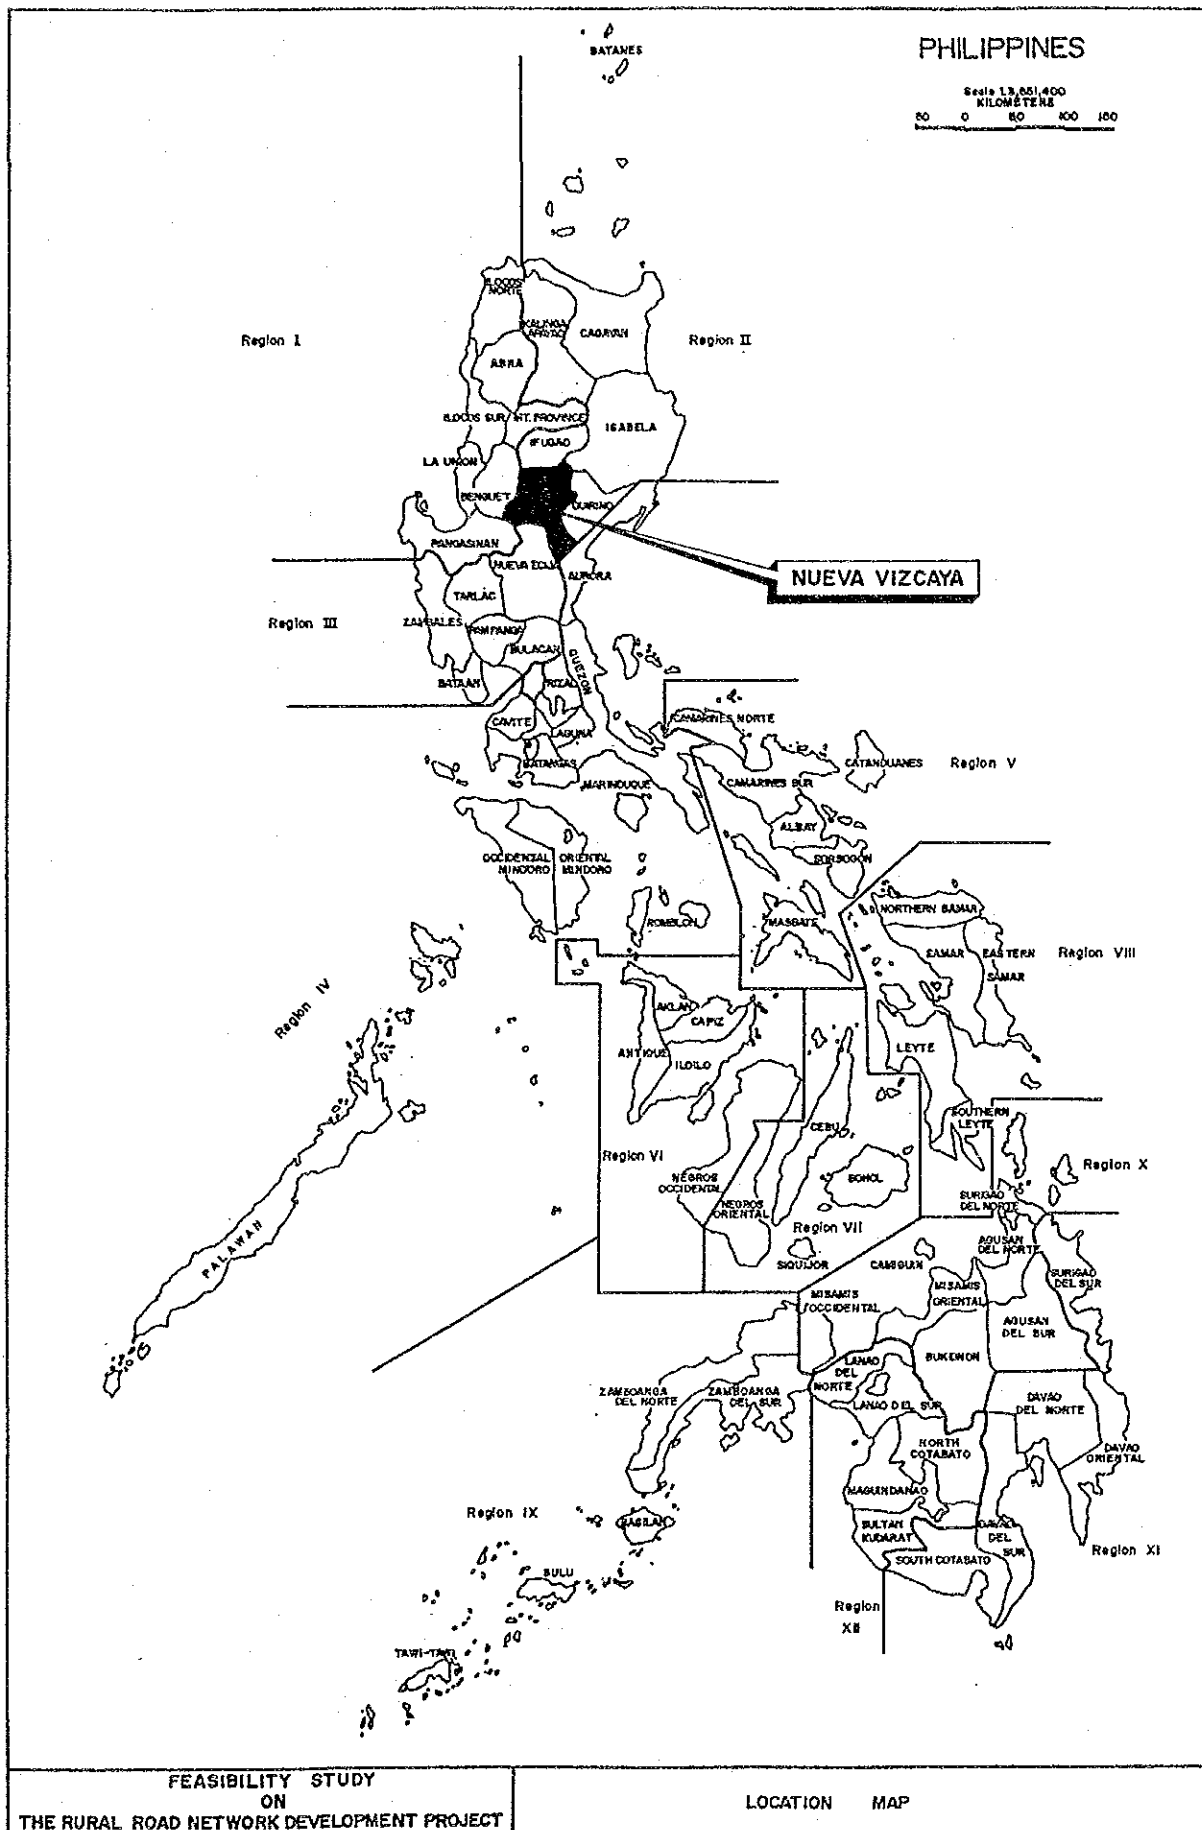 BATANES
PHILIPPINES
Scale 1:3,651,400
KILOMETERS
50 0 50 100 150
ILOCOS
NORTE
KALINGA
APAYAO
CAGAYAN
Region I
Region II
ABRA
ILOCOS SUR
MT. PROVINCE
ISABELA
IFUGAO
LA UNION
BENGUET
QUIRINO
PANGASINAN
NUEVA ECIJA
AURORA
NUEVA VIZCAYA
TARLAC
Region III
ZAMBALES
PAMPANGA
BULACAN
QUEZON
BATAAN
RIZAL
CAVITE
LAGUNA
CAMARINES NORTE
BATANGAS
CATANDUANES
Region V
MARINDUQUE
CAMARINES SUR
ALBAY
SORSOGON
OCCIDENTAL
MINDORO
ORIENTAL
MINDORO
ROMBLON
MASBATE
NORTHERN SAMAR
SAMAR
EASTERN
SAMAR
Region VIII
Region IV
AKLAN
CAPIZ
ANTIQUE
ILOILO
LEYTE
SOUTHERN
LEYTE
CEBU
Region VI
NEGROS
OCCIDENTAL
NEGROS
ORIENTAL
BOHOL
Region X
SURIGAO
DEL NORTE
Region VII
PALAWAN
SIQUIJOR
CAMIGUIN
AGUSAN
DEL NORTE
SURIGAO
DEL SUR
MISAMIS
OCCIDENTAL
MISAMIS
ORIENTAL
AGUSAN
DEL SUR
BUKIDNON
LANAO
DEL
NORTE
ZAMBOANGA
DEL NORTE
ZAMBOANGA
DEL SUR
LANAO DEL SUR
DAVAO
DEL NORTE
NORTH
COTABATO
DAVAO
ORIENTAL
MAGUINDANAO
Region IX
BASILAN
SULTAN
KUDARAT
DAVAO
DEL
SUR
SOUTH COTABATO
Region XI
SULU
Region
XII
TAWI-TAWI
FEASIBILITY STUDY
ON
THE RURAL ROAD NETWORK DEVELOPMENT PROJECT
LOCATION MAP